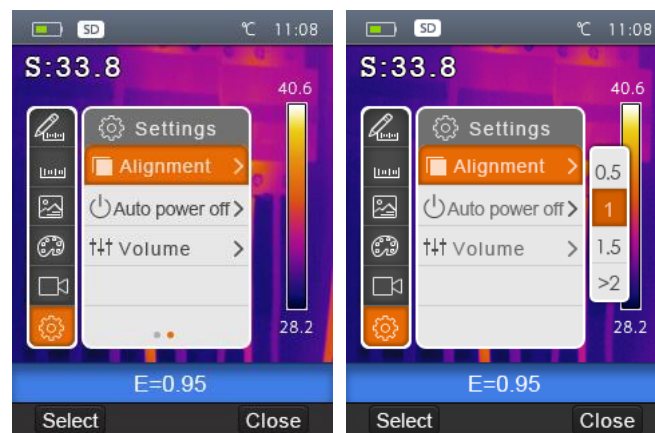 SD ℃ 11:08
S:33.8
40.6
Settings
Alignment >
Auto power off >
Volume >
28.2
E=0.95
Select Close
SD ℃ 11:08
S:33.8
40.6
Settings
Alignment >
Auto power off >
Volume >
0.5
1
1.5
>2
28.2
E=0.95
Select Close